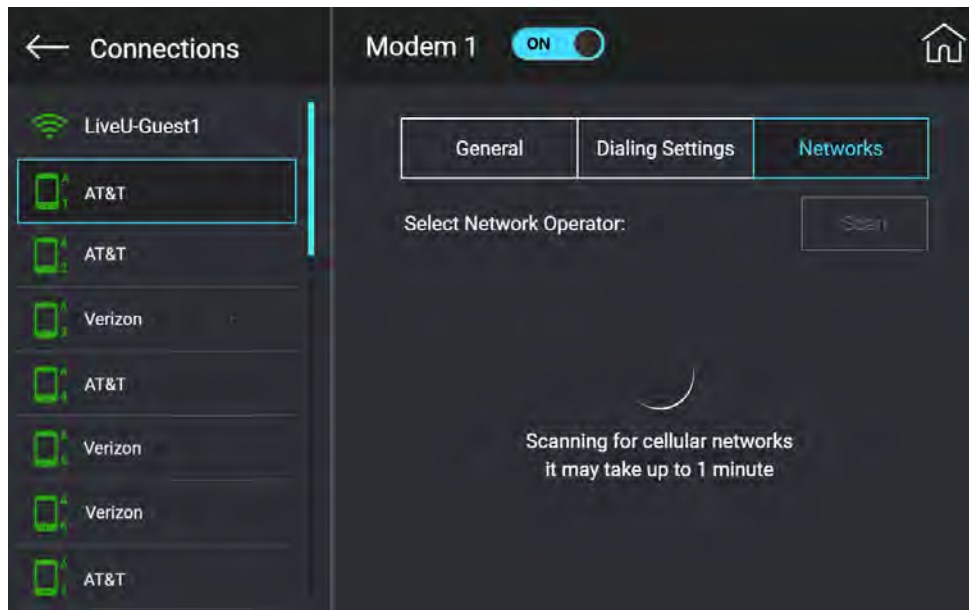 Connections
Modem 1
ON
LiveU-Guest1
AT&T
AT&T
Verizon
AT&T
Verizon
Verizon
AT&T
General
Dialing Settings
Networks
Select Network Operator:
Scan
Scanning for cellular networks
it may take up to 1 minute